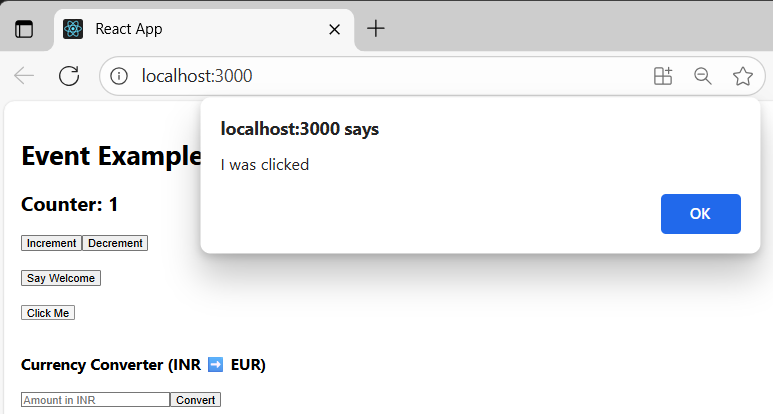 React App
localhost:3000
localhost:3000 says
I was clicked
OK
Event Example
Counter: 1
Increment Decrement
Say Welcome
Click Me
Currency Converter (INR ➡️ EUR)
Amount in INR Convert